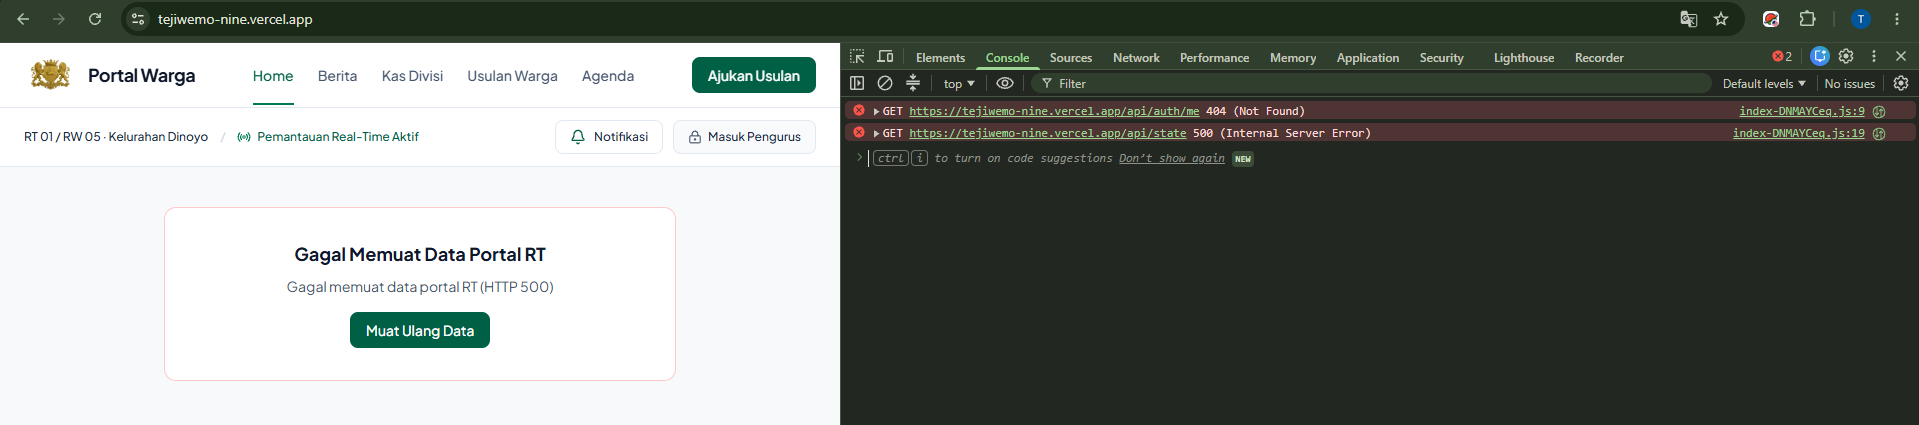 tejiwemo-nine.vercel.app
T
Portal Warga
Home Berita Kas Divisi Usulan Warga Agenda
Ajukan Usulan
RT 01 / RW 05 · Kelurahan Dinoyo / Pemantauan Real-Time Aktif
Notifikasi
Masuk Pengurus
Gagal Memuat Data Portal RT
Gagal memuat data portal RT (HTTP 500)
Muat Ulang Data
Elements Console Sources Network Performance Memory Application Security Lighthouse Recorder
2
top Filter Default levels No issues
GET https://tejiwemo-nine.vercel.app/api/auth/me 404 (Not Found) index-DNMAYCeq.js:9
GET https://tejiwemo-nine.vercel.app/api/state 500 (Internal Server Error) index-DNMAYCeq.js:19
ctrl i to turn on code suggestions Don't show again NEW